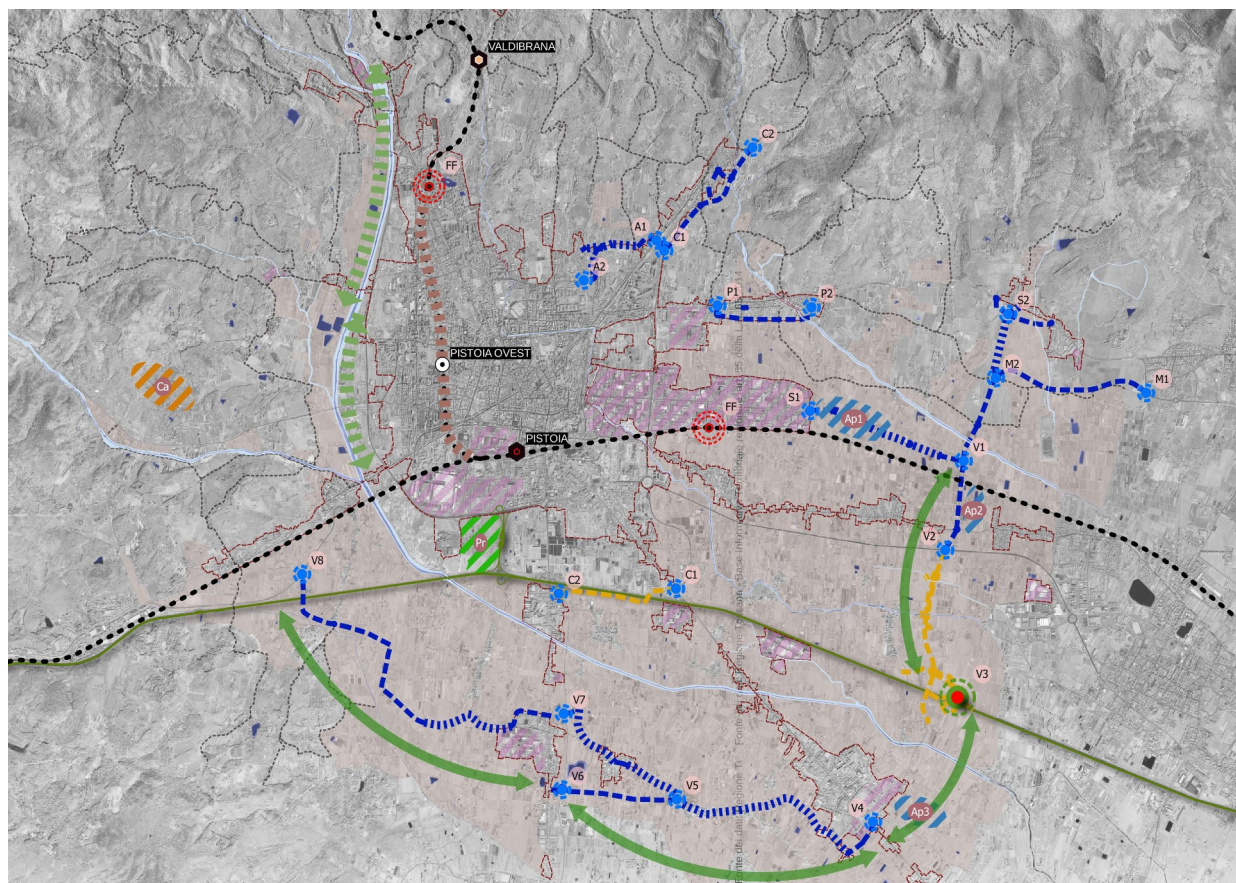 VALDIBRANA
C2
FF
A1
C1
A2
P1
P2
S2
PISTOIA OVEST
M2
M1
Ca
S1
FF
Ap1
PISTOIA
V1
Ap2
Pr
V2
V8
C2
C1
V3
V7
V6
V5
V4
Ap3